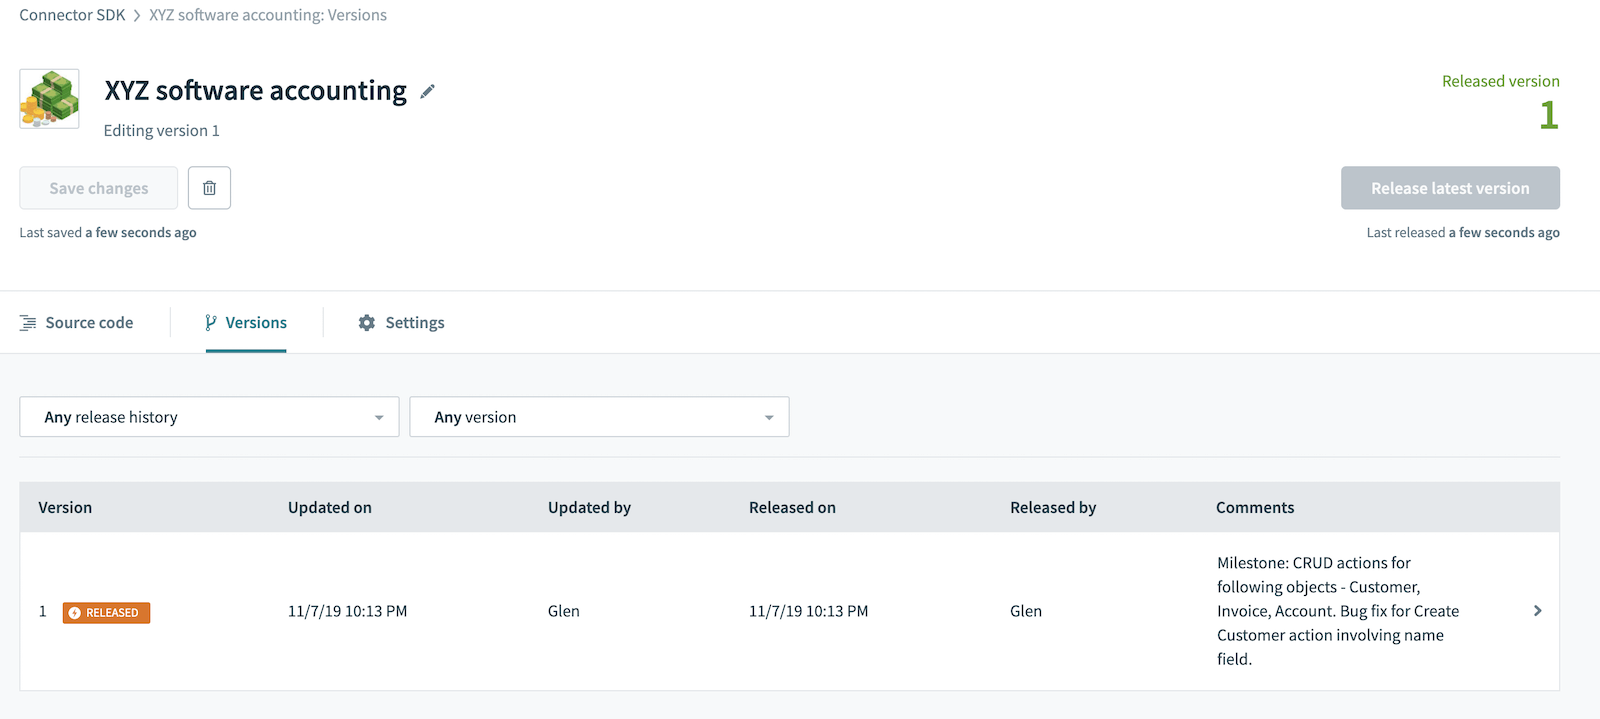 Connector SDK > XYZ software accounting: Versions
XYZ software accounting
Editing version 1
Released version
1
Save changes
Release latest version
Last saved a few seconds ago
Last released a few seconds ago
Source code
Versions
Settings
Any release history
Any version
Version Updated on Updated by Released on Released by Comments
1 RELEASED 11/7/19 10:13 PM Glen 11/7/19 10:13 PM Glen
Milestone: CRUD actions for
following objects - Customer,
Invoice, Account. Bug fix for Create
Customer action involving name
field.